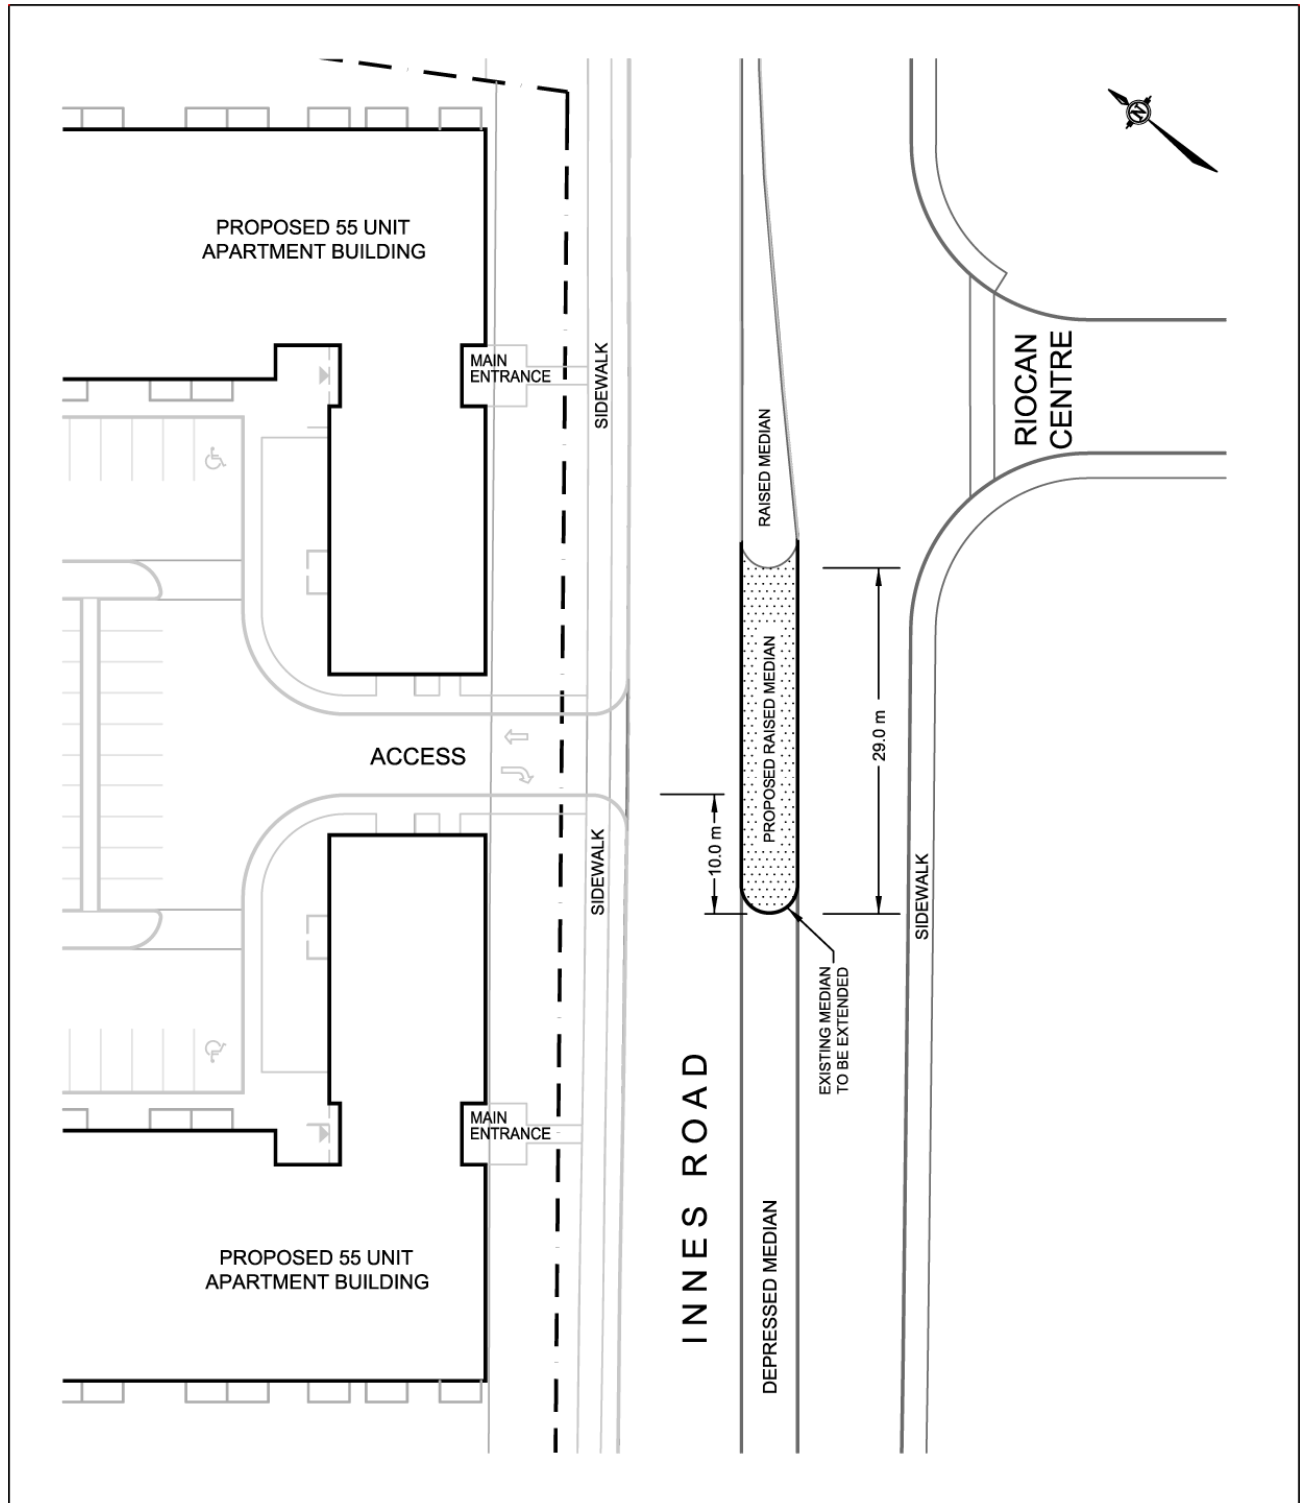 N
PROPOSED 55 UNIT
APARTMENT BUILDING
MAIN
ENTRANCE
SIDEWALK
RAISED MEDIAN
RIOCAN
CENTRE
PROPOSED RAISED MEDIAN
29.0 m
ACCESS
10.0 m
SIDEWALK
SIDEWALK
EXISTING MEDIAN
TO BE EXTENDED
INNES ROAD
MAIN
ENTRANCE
DEPRESSED MEDIAN
PROPOSED 55 UNIT
APARTMENT BUILDING